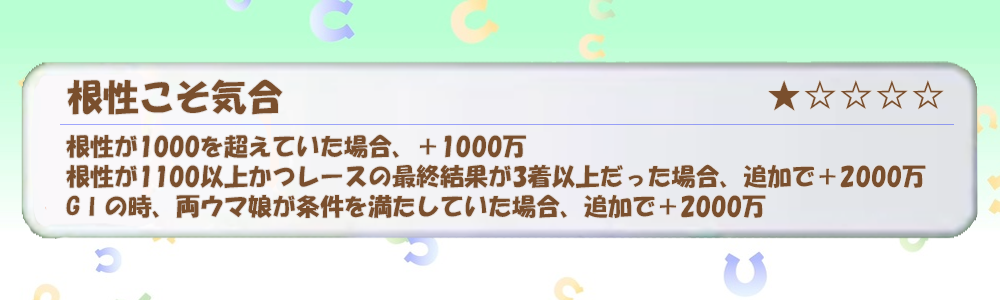 根性こそ気合
★☆☆☆☆
根性が1000を超えていた場合、＋1000万
根性が1100以上かつレースの最終結果が3着以上だった場合、追加で＋2000万
GⅠの時、両ウマ娘が条件を満たしていた場合、追加で＋2000万